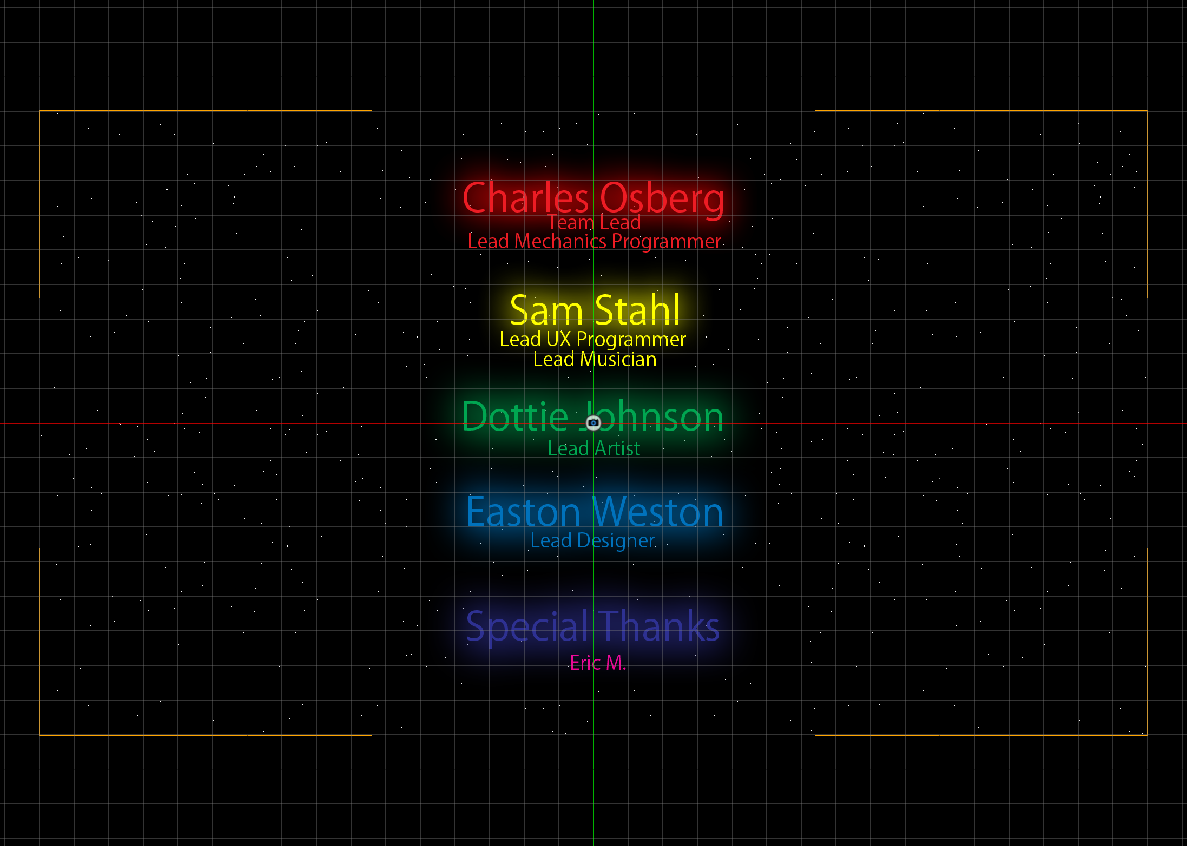 Charles Osberg
Team Lead
Lead Mechanics Programmer
Sam Stahl
Lead UX Programmer
Lead Musician
Dottie Johnson
Lead Artist
Easton Weston
Lead Designer
Special Thanks
Eric M.